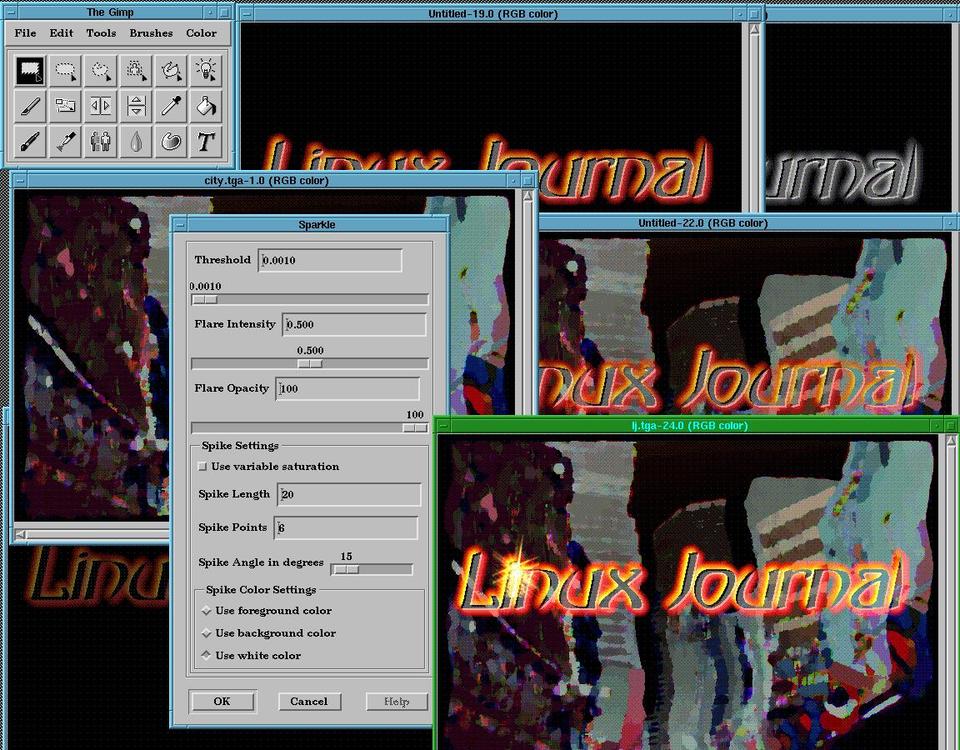 The Gimp
File Edit Tools Brushes Color
T
Untitled-19.0 (RGB color)
)
Linux Journal
urnal
city.tga-1.0 (RGB color)
Untitled-22.0 (RGB color)
nux Journal
Sparkle
Threshold 0.0010
0.0010
Flare Intensity 0.500
0.500
Flare Opacity 100
100
Spike Settings
Use variable saturation
Spike Length 20
Spike Points 6
Spike Angle in degrees 15
Spike Color Settings
Use foreground color
Use background color
Use white color
OK Cancel Help
lj.tga-24.0 (RGB color)
Linux Journal
Linu